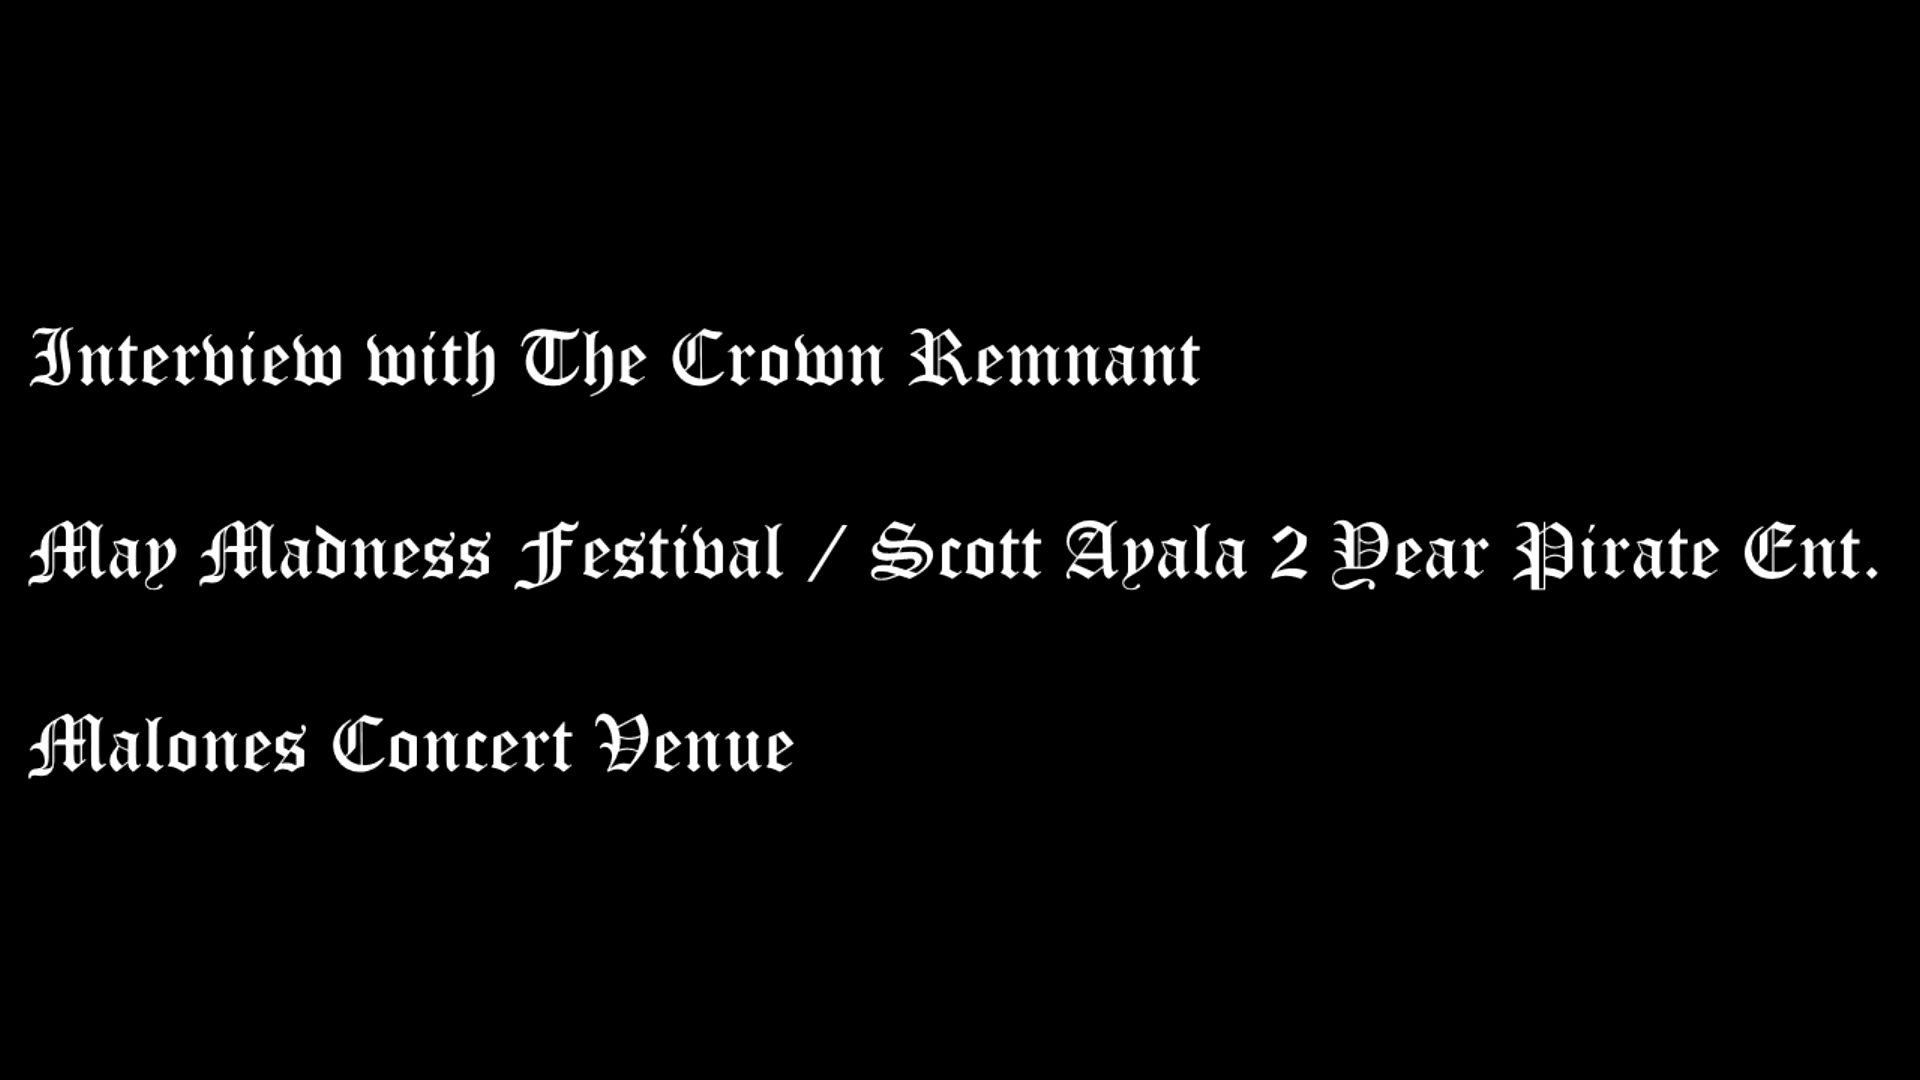 Interview with The Crown Remnant
May Madness Festival / Scott Ayala 2 Year Pirate Ent.
Malones Concert Venue